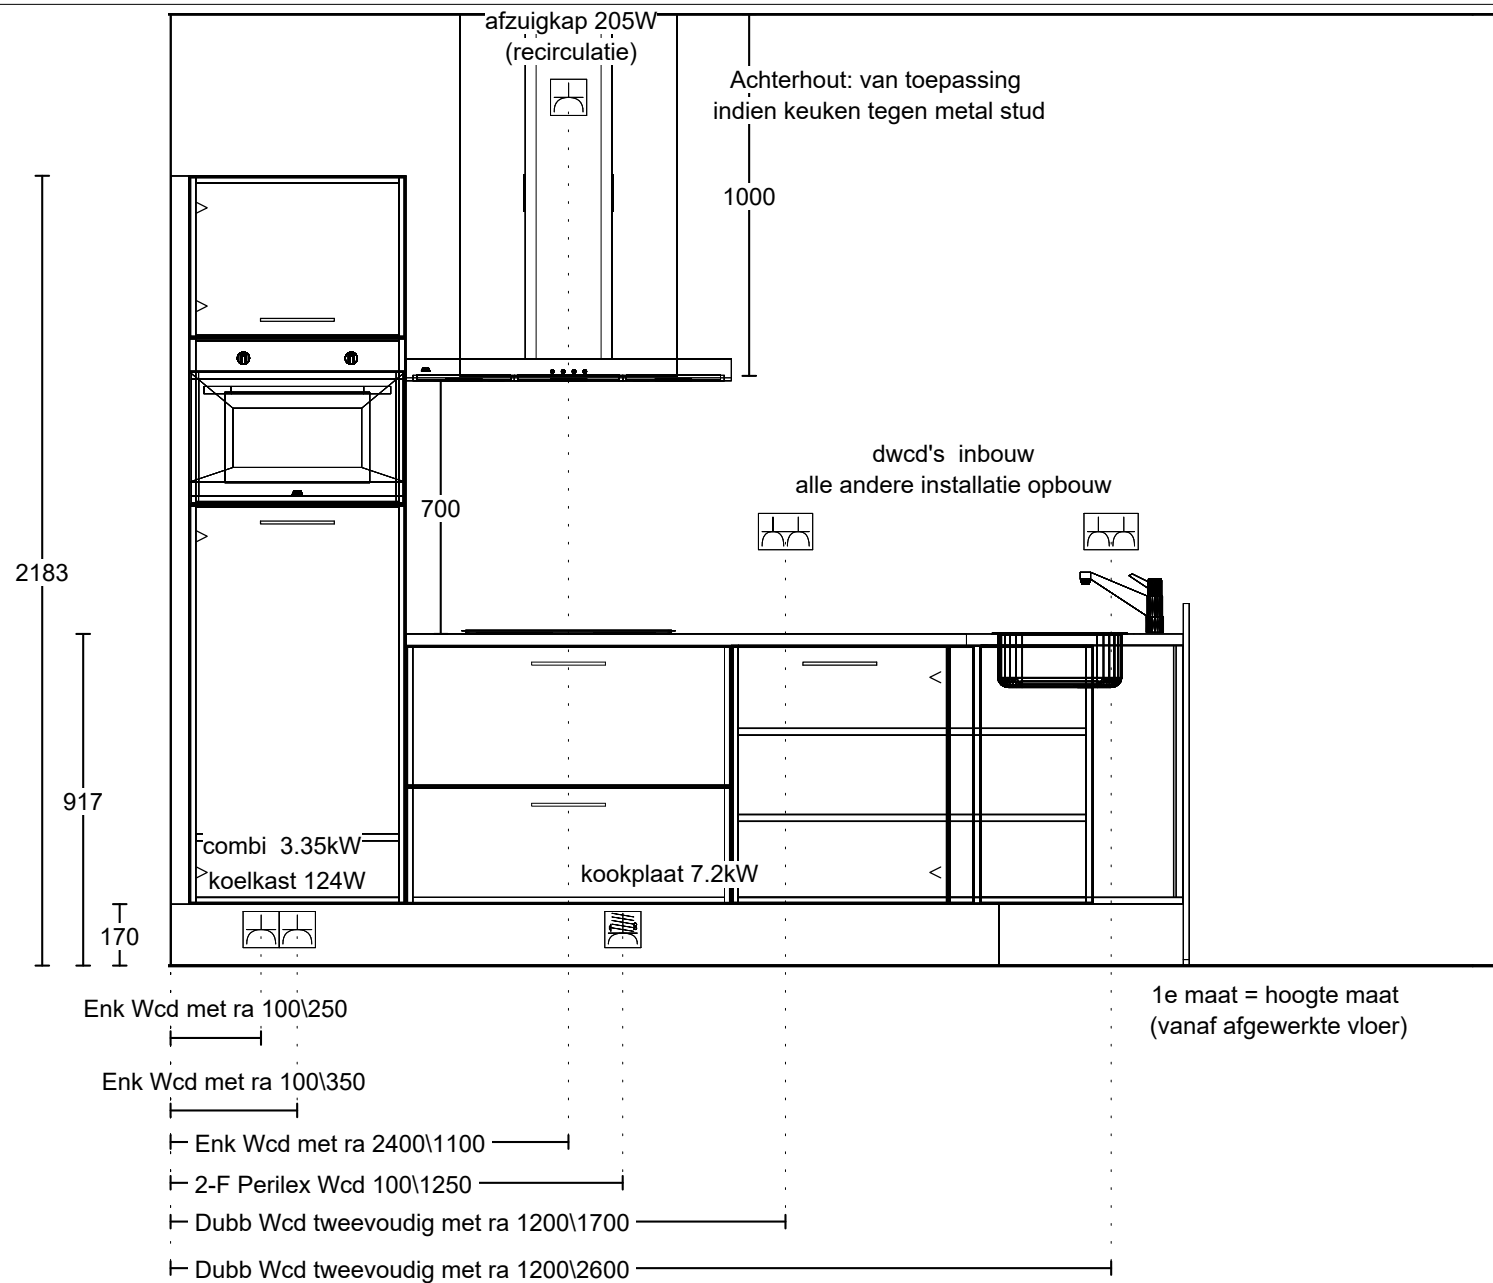 afzuigkap 205W
(recirculatie)
Achterhout: van toepassing
indien keuken tegen metal stud
1000
dwcd's  inbouw
alle andere installatie opbouw
700
2183
917
combi  3.35kW
koelkast 124W
kookplaat 7.2kW
170
1e maat = hoogte maat
(vanaf afgewerkte vloer)
Enk Wcd met ra 100\250
Enk Wcd met ra 100\350
Enk Wcd met ra 2400\1100
2-F Perilex Wcd 100\1250
Dubb Wcd tweevoudig met ra 1200\1700
Dubb Wcd tweevoudig met ra 1200\2600